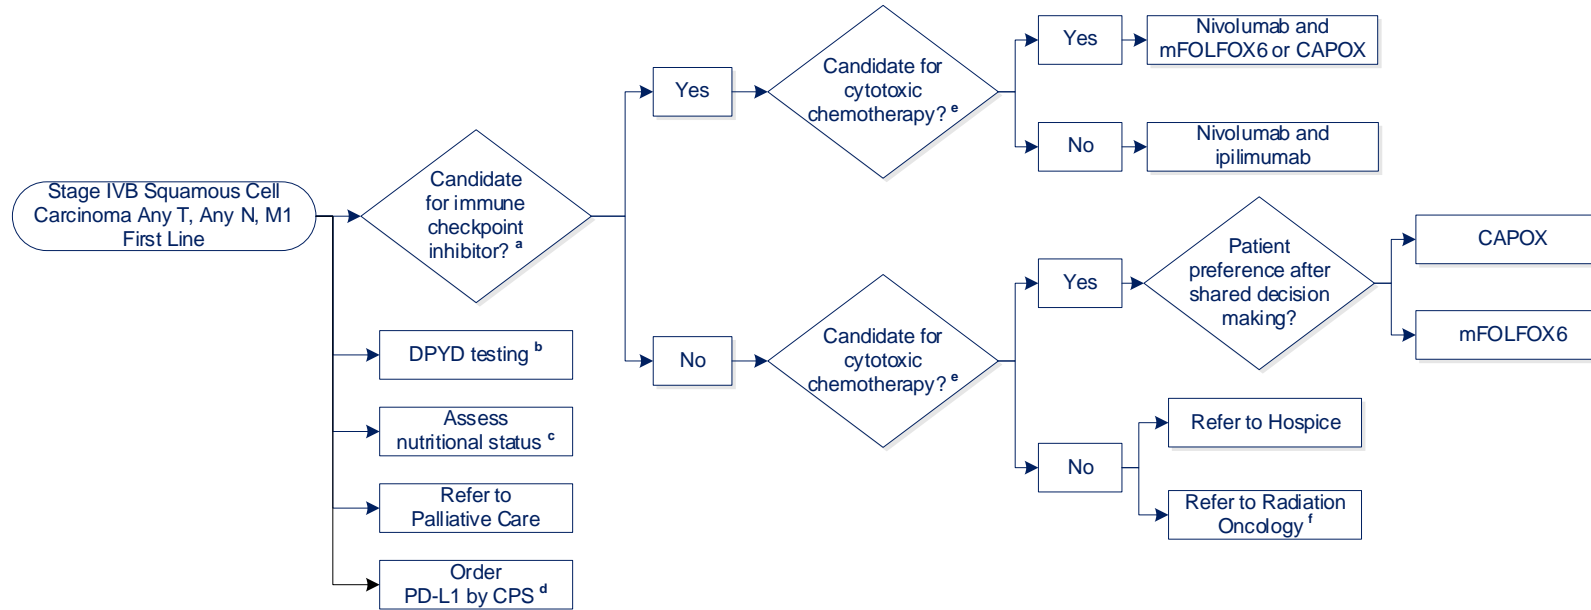 Stage IVB Squamous Cell
Carcinoma Any T, Any N, M1
First Line
Candidate
for immune
checkpoint
inhibitor? a
DPYD testing b
Assess
nutritional status c
Refer to
Palliative Care
Order
PD-L1 by CPS d
Yes
Candidate for
cytotoxic
chemotherapy? e
Yes
Nivolumab and
mFOLFOX6 or CAPOX
No
Nivolumab and
ipilimumab
No
Candidate for
cytotoxic
chemotherapy? e
Yes
Patient
preference after
shared decision
making?
CAPOX
mFOLFOX6
No
Refer to Hospice
Refer to Radiation
Oncology f